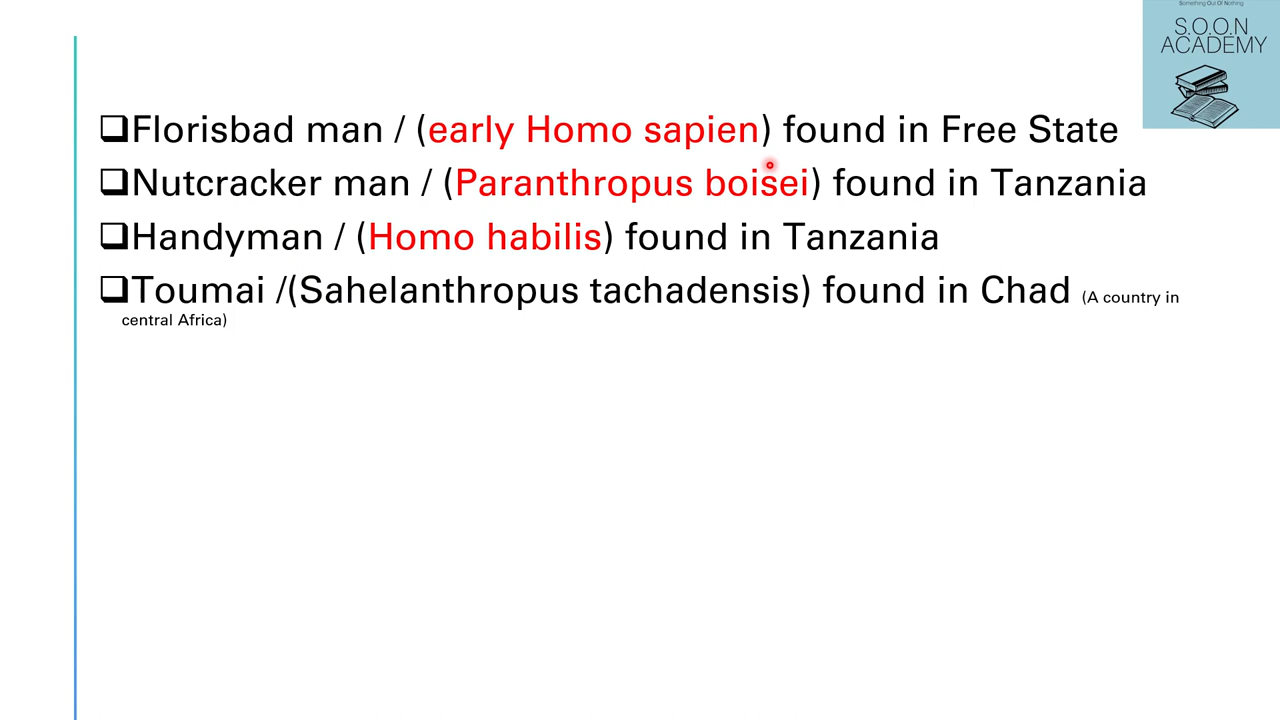 Something Out Of Nothing
S.O.O.N
ACADEMY
❑Florisbad man / (early Homo sapien) found in Free State
❑Nutcracker man / (Paranthropus boisei) found in Tanzania
❑Handyman / (Homo habilis) found in Tanzania
❑Toumai /(Sahelanthropus tachadensis) found in Chad (A country in
central Africa)